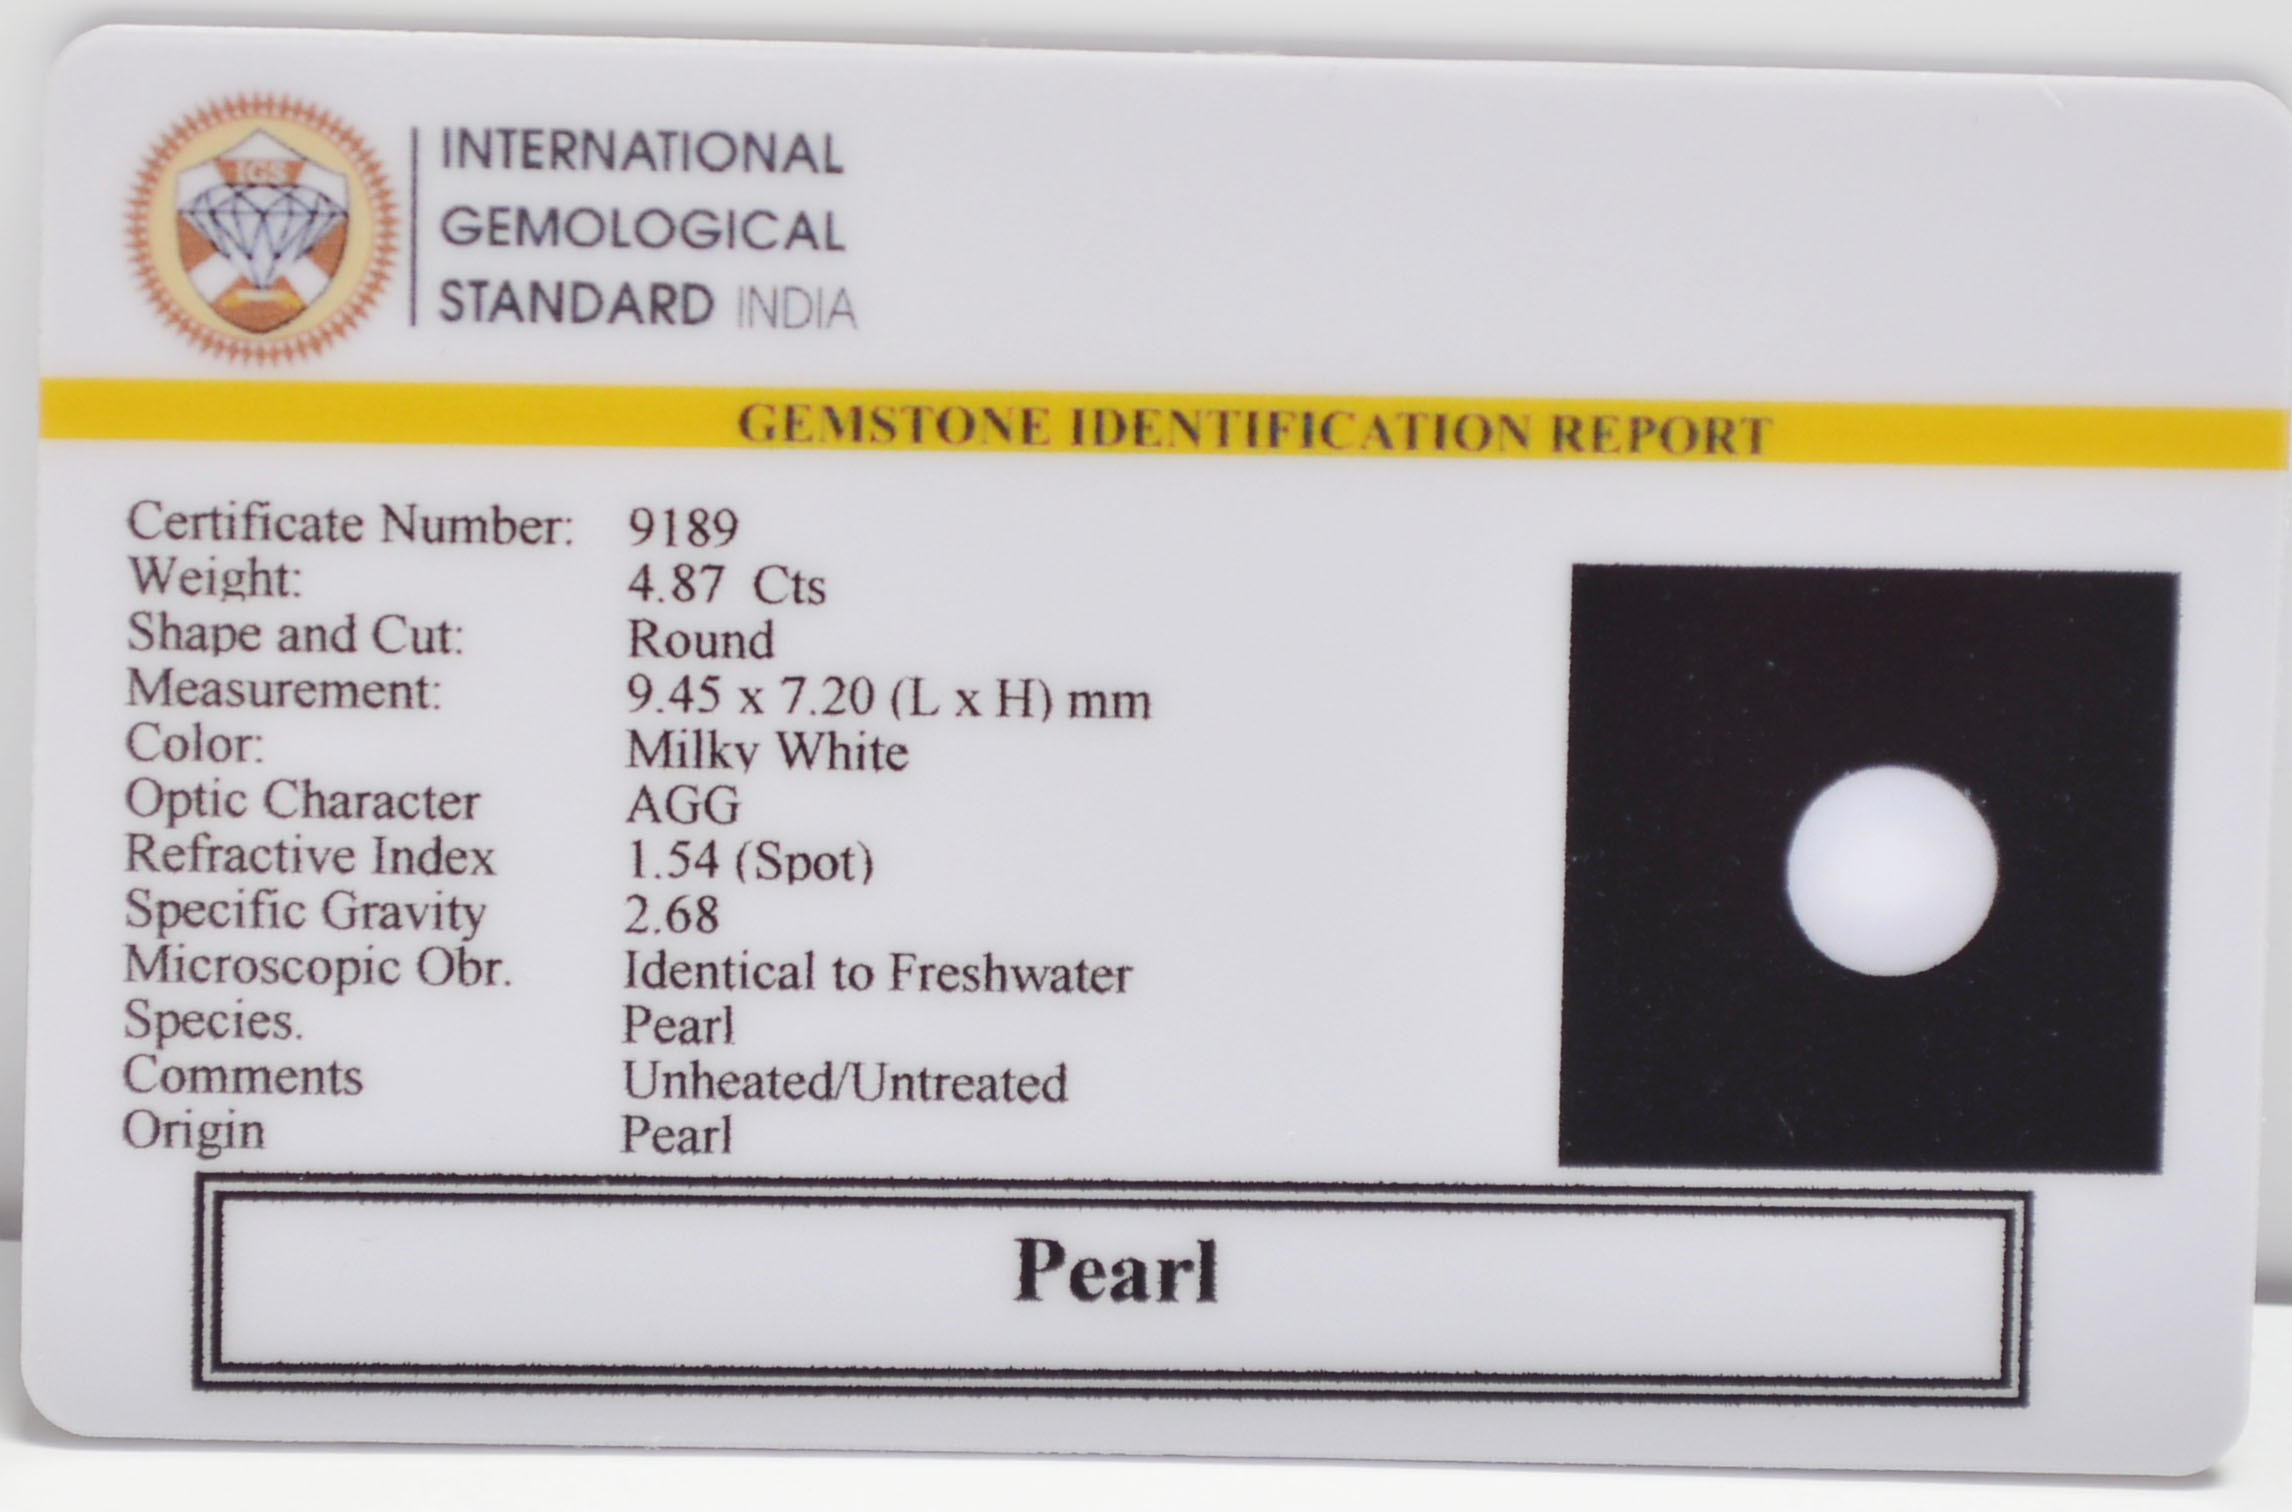 IGS
INTERNATIONAL
GEMOLOGICAL
STANDARD INDIA
GEMSTONE IDENTIFICATION REPORT
Certificate Number: 9189
Weight: 4.87 Cts
Shape and Cut: Round
Measurement: 9.45 x 7.20 (L x H) mm
Color: Milky White
Optic Character AGG
Refractive Index 1.54 (Spot)
Specific Gravity 2.68
Microscopic Obr. Identical to Freshwater
Species. Pearl
Comments Unheated/Untreated
Origin Pearl
Pearl